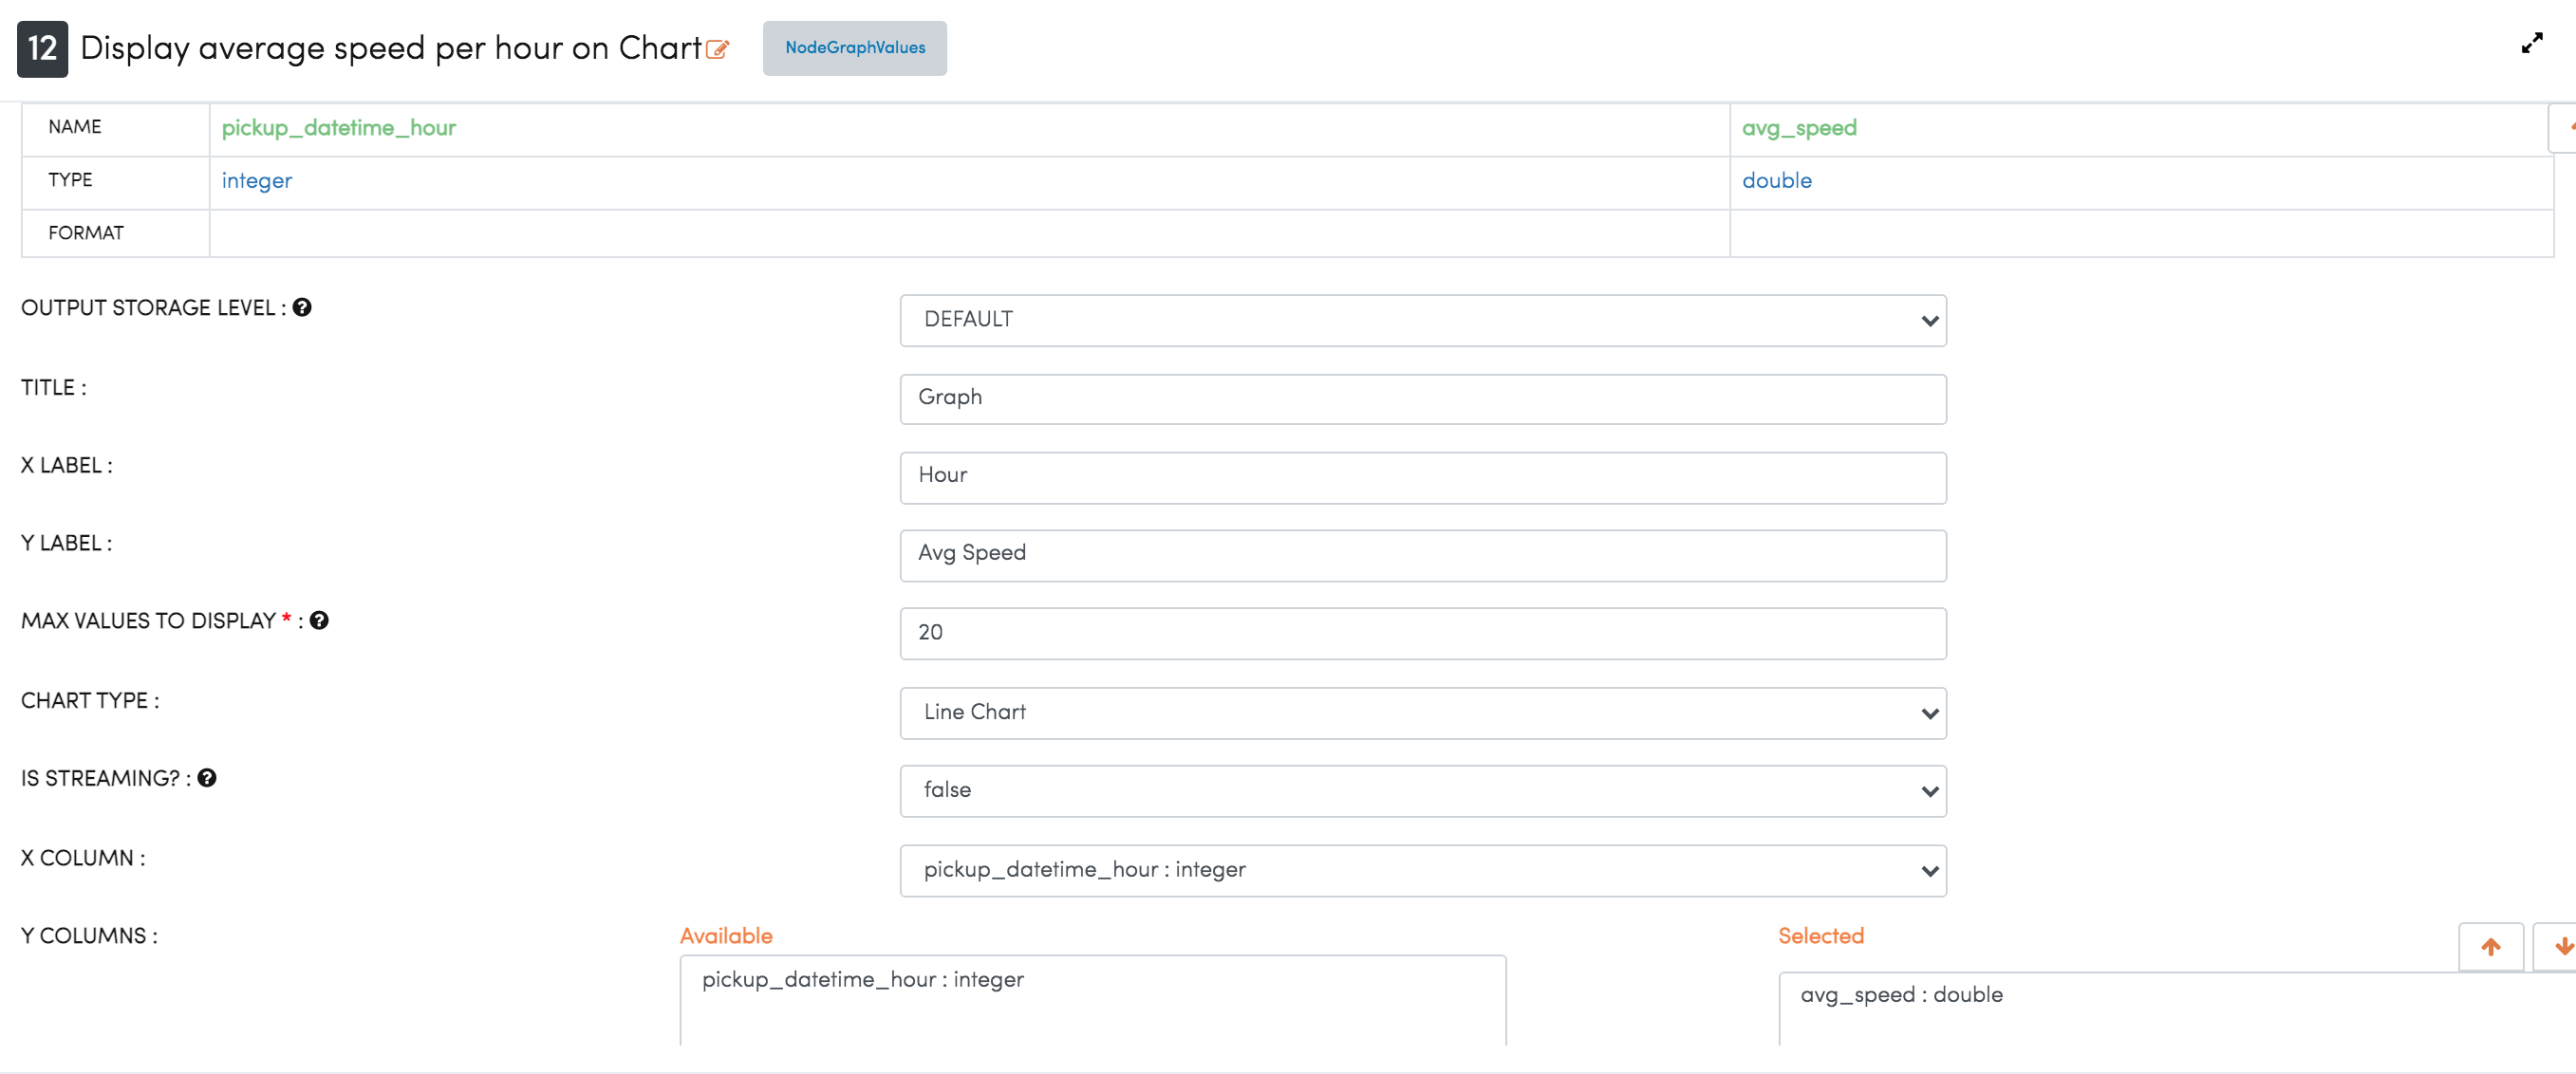 12 Display average speed per hour on Chart NodeGraphValues
NAME pickup_datetime_hour avg_speed
TYPE integer double
FORMAT
OUTPUT STORAGE LEVEL : DEFAULT
TITLE : Graph
X LABEL : Hour
Y LABEL : Avg Speed
MAX VALUES TO DISPLAY * : 20
CHART TYPE : Line Chart
IS STREAMING? : false
X COLUMN : pickup_datetime_hour : integer
Y COLUMNS : Available Selected
pickup_datetime_hour : integer avg_speed : double